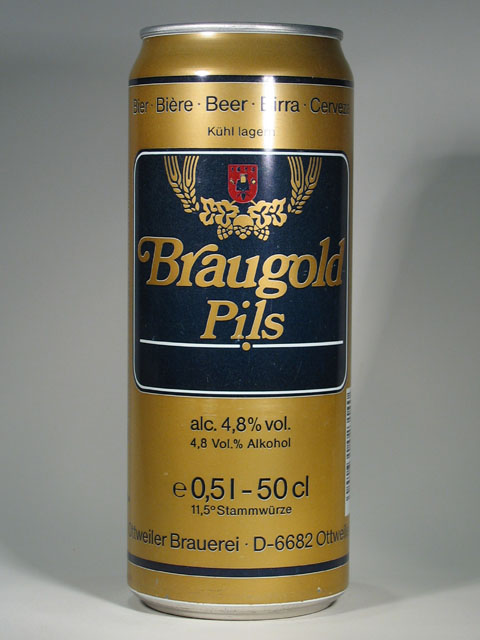 Bier · Bière · Beer · Birra · Cerveza
Kühl lagern
Braugold
Pils
alc. 4,8% vol.
4,8 Vol.% Alkohol
e 0,5 l - 50 cl
11,5° Stammwürze
Ottweiler Brauerei · D-6682 Ottweiler